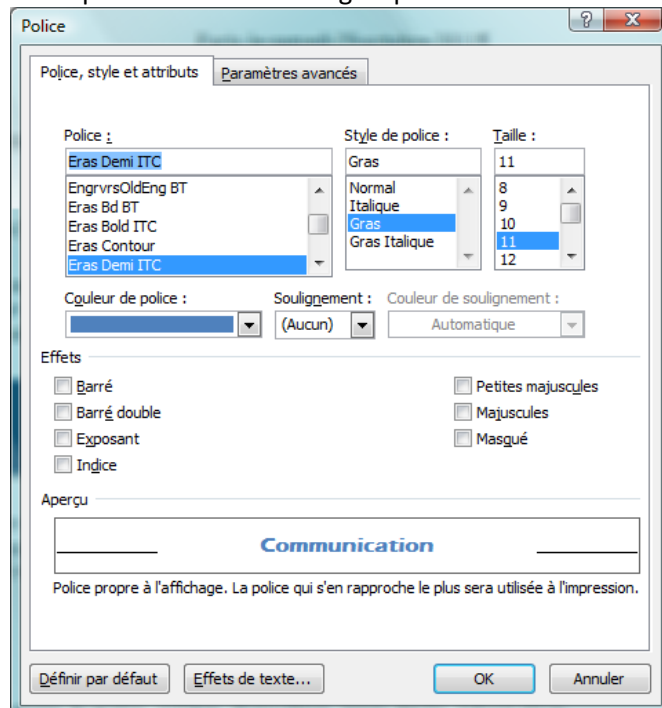 Police
Police, style et attributs Paramètres avancés
Police : Style de police : Taille :
Eras Demi ITC Gras 11
EngrvrsOldEng BT Normal 8
Eras Bd BT Italique 9
Eras Bold ITC Gras 10
Eras Contour Gras Italique 11
Eras Demi ITC 12
Couleur de police : Soulignement : Couleur de soulignement :
(Aucun) Automatique
Effets
Barré Petites majuscules
Barré double Majuscules
Exposant Masqué
Indice
Aperçu
Communication
Police propre à l'affichage. La police qui s'en rapproche le plus sera utilisée à l'impression.
Définir par défaut Effets de texte... OK Annuler